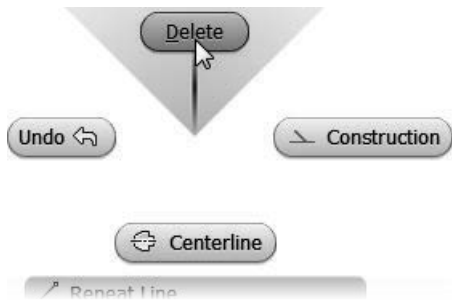 Delete
Undo
Construction
Centerline
Repeat Line